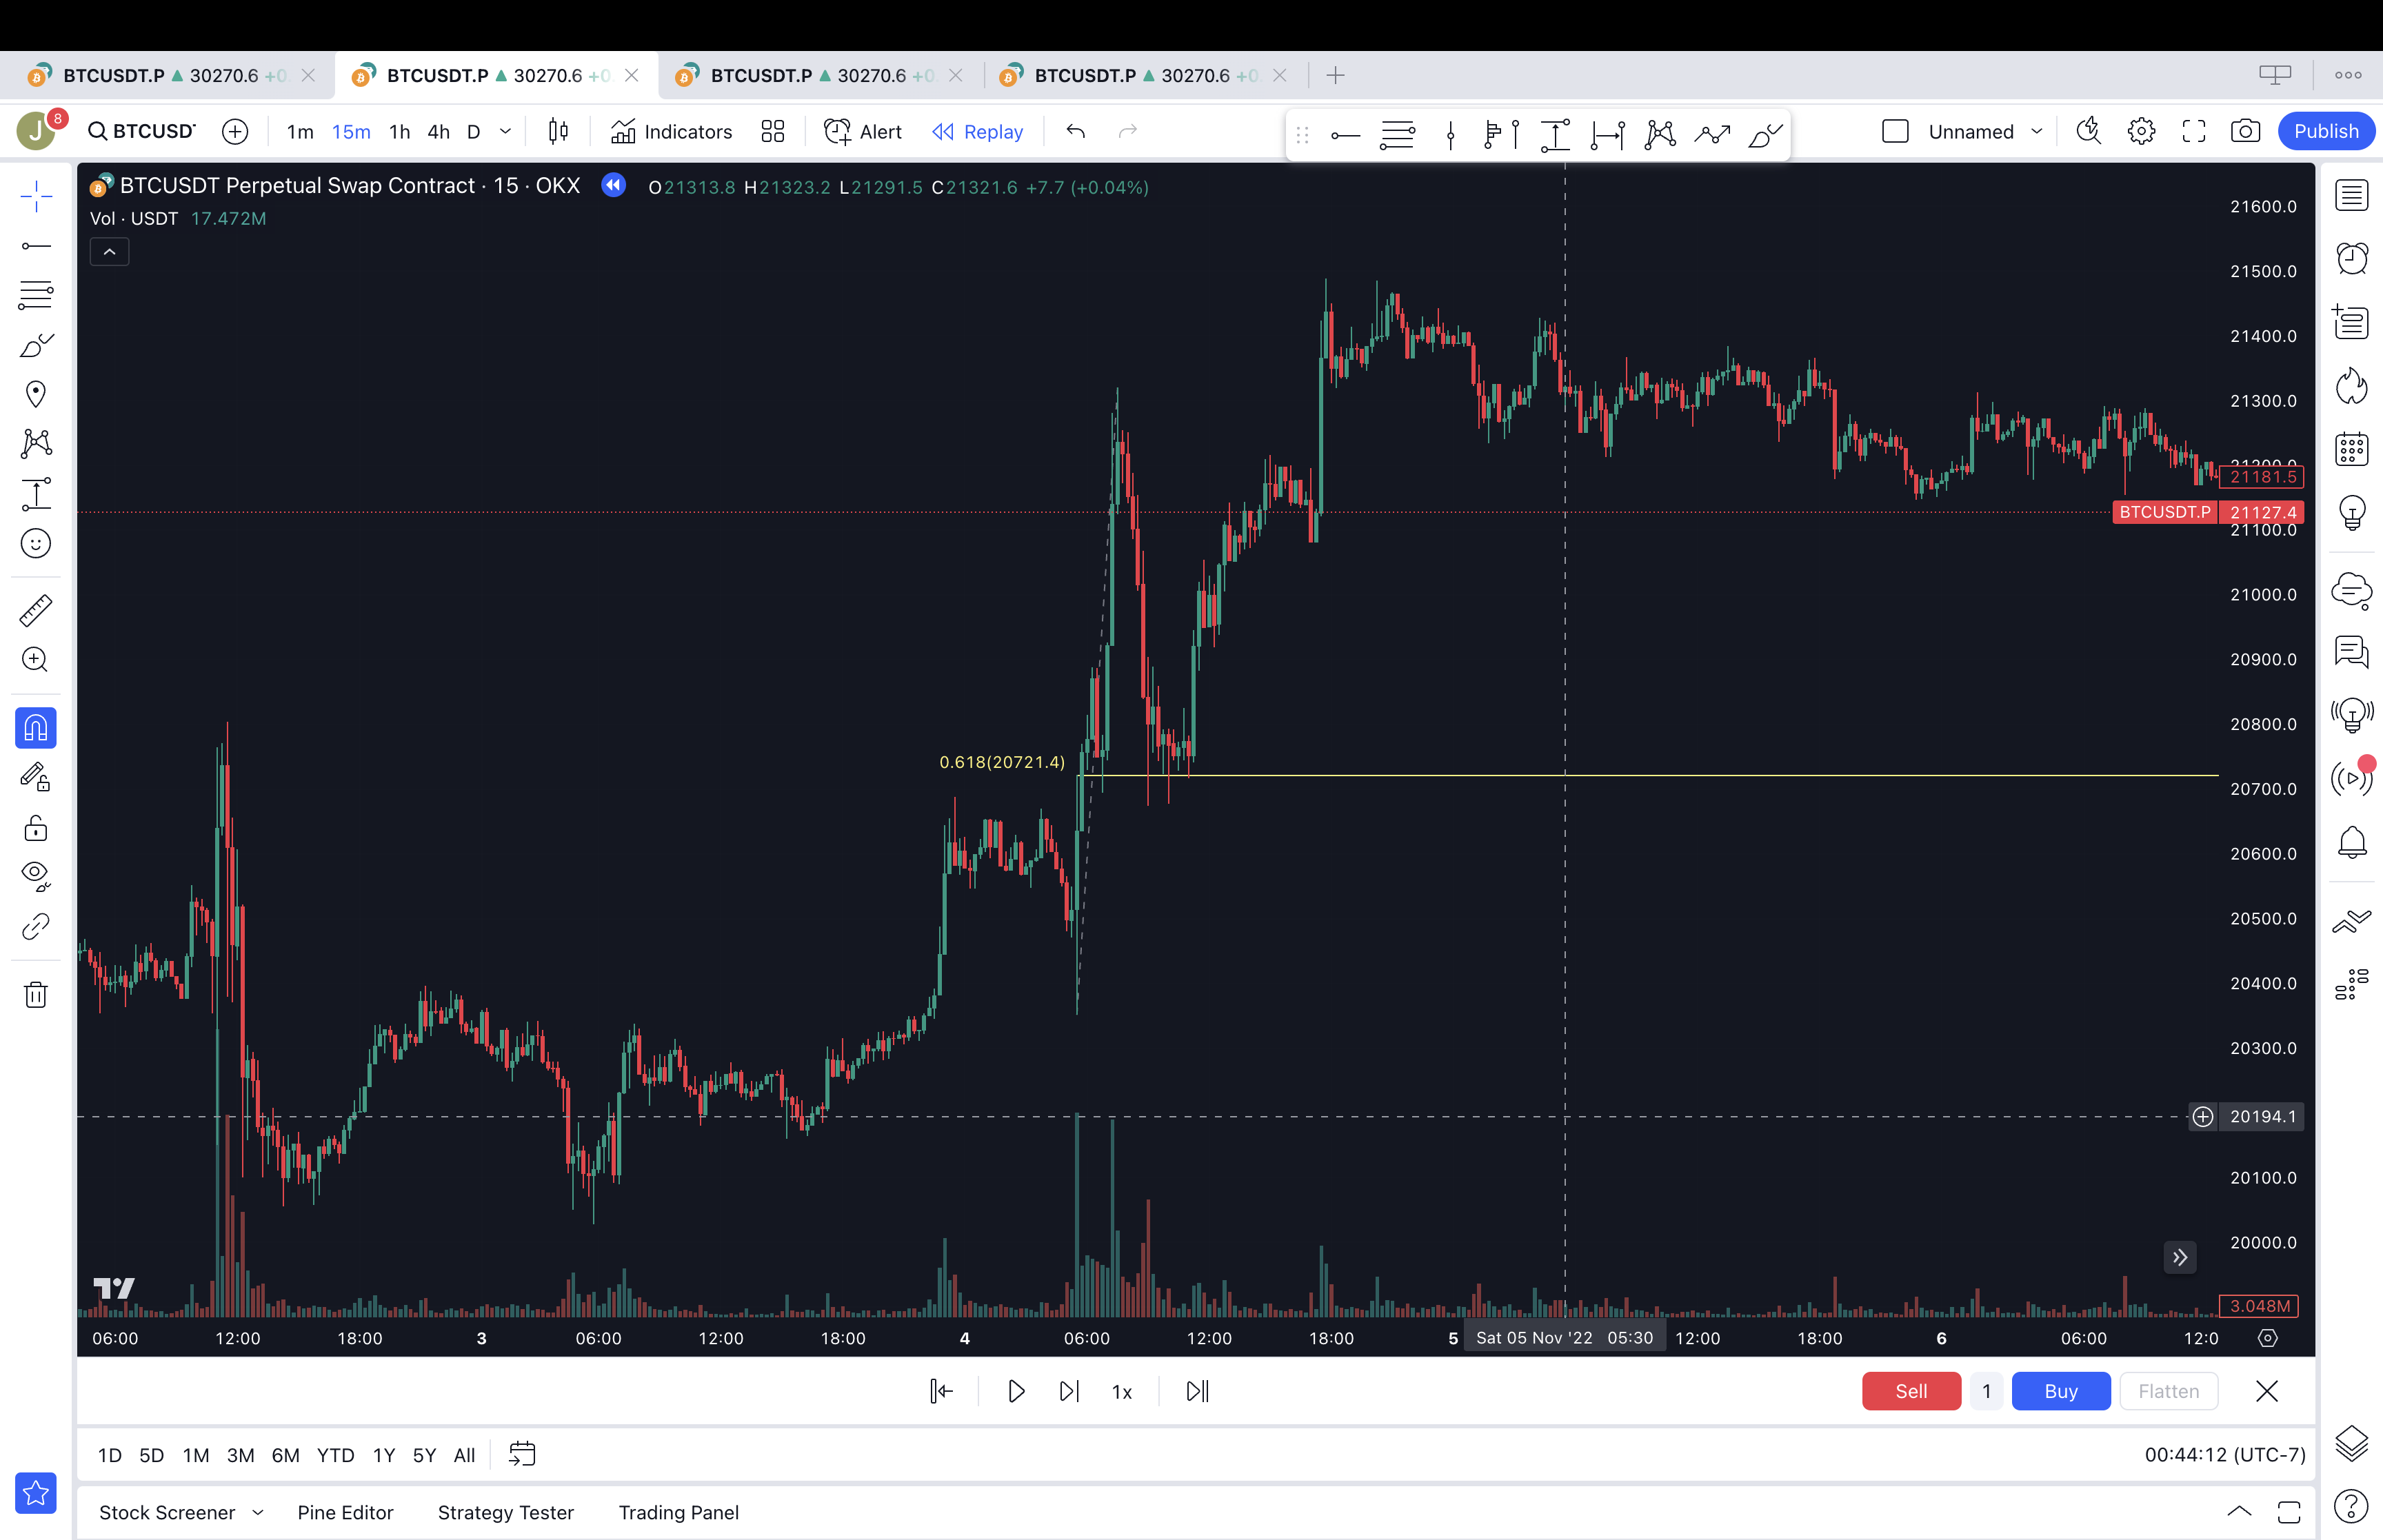 BTCUSDT.P ▲ 30270.6 +0
BTCUSDT.P ▲ 30270.6 +0
BTCUSDT.P ▲ 30270.6 +0.
BTCUSDT.P ▲ 30270.6 +0.
J 8 BTCUSD 1m 15m 1h 4h D Indicators Alert Replay Unnamed Publish
BTCUSDT Perpetual Swap Contract · 15 · OKX O21313.8 H21323.2 L21291.5 C21321.6 +7.7 (+0.04%)
Vol · USDT 17.472M
21600.0
21500.0
21400.0
21300.0
21200.0
21181.5
BTCUSDT.P 21127.4
21100.0
21000.0
20900.0
20800.0
0.618(20721.4)
20700.0
20600.0
20500.0
20400.0
20300.0
20194.1
20100.0
20000.0
3.048M
06:00 12:00 18:00 3 06:00 12:00 18:00 4 06:00 12:00 18:00 5 Sat 05 Nov '22 05:30 12:00 18:00 6 06:00 12:0
1x Sell 1 Buy Flatten
1D 5D 1M 3M 6M YTD 1Y 5Y All 00:44:12 (UTC-7)
Stock Screener Pine Editor Strategy Tester Trading Panel